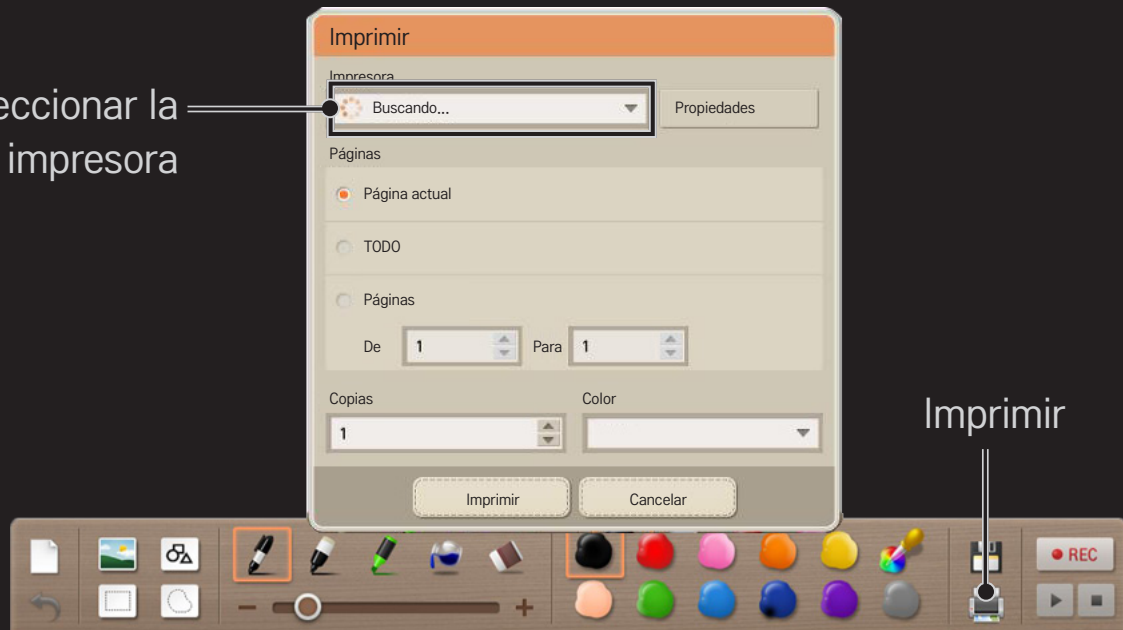 Imprimir
Impresora
eccionar la
impresora
Buscando...
Propiedades
Páginas
Página actual
TODO
Páginas
De 1 Para 1
Copias Color
1
Imprimir
Imprimir Cancelar
REC